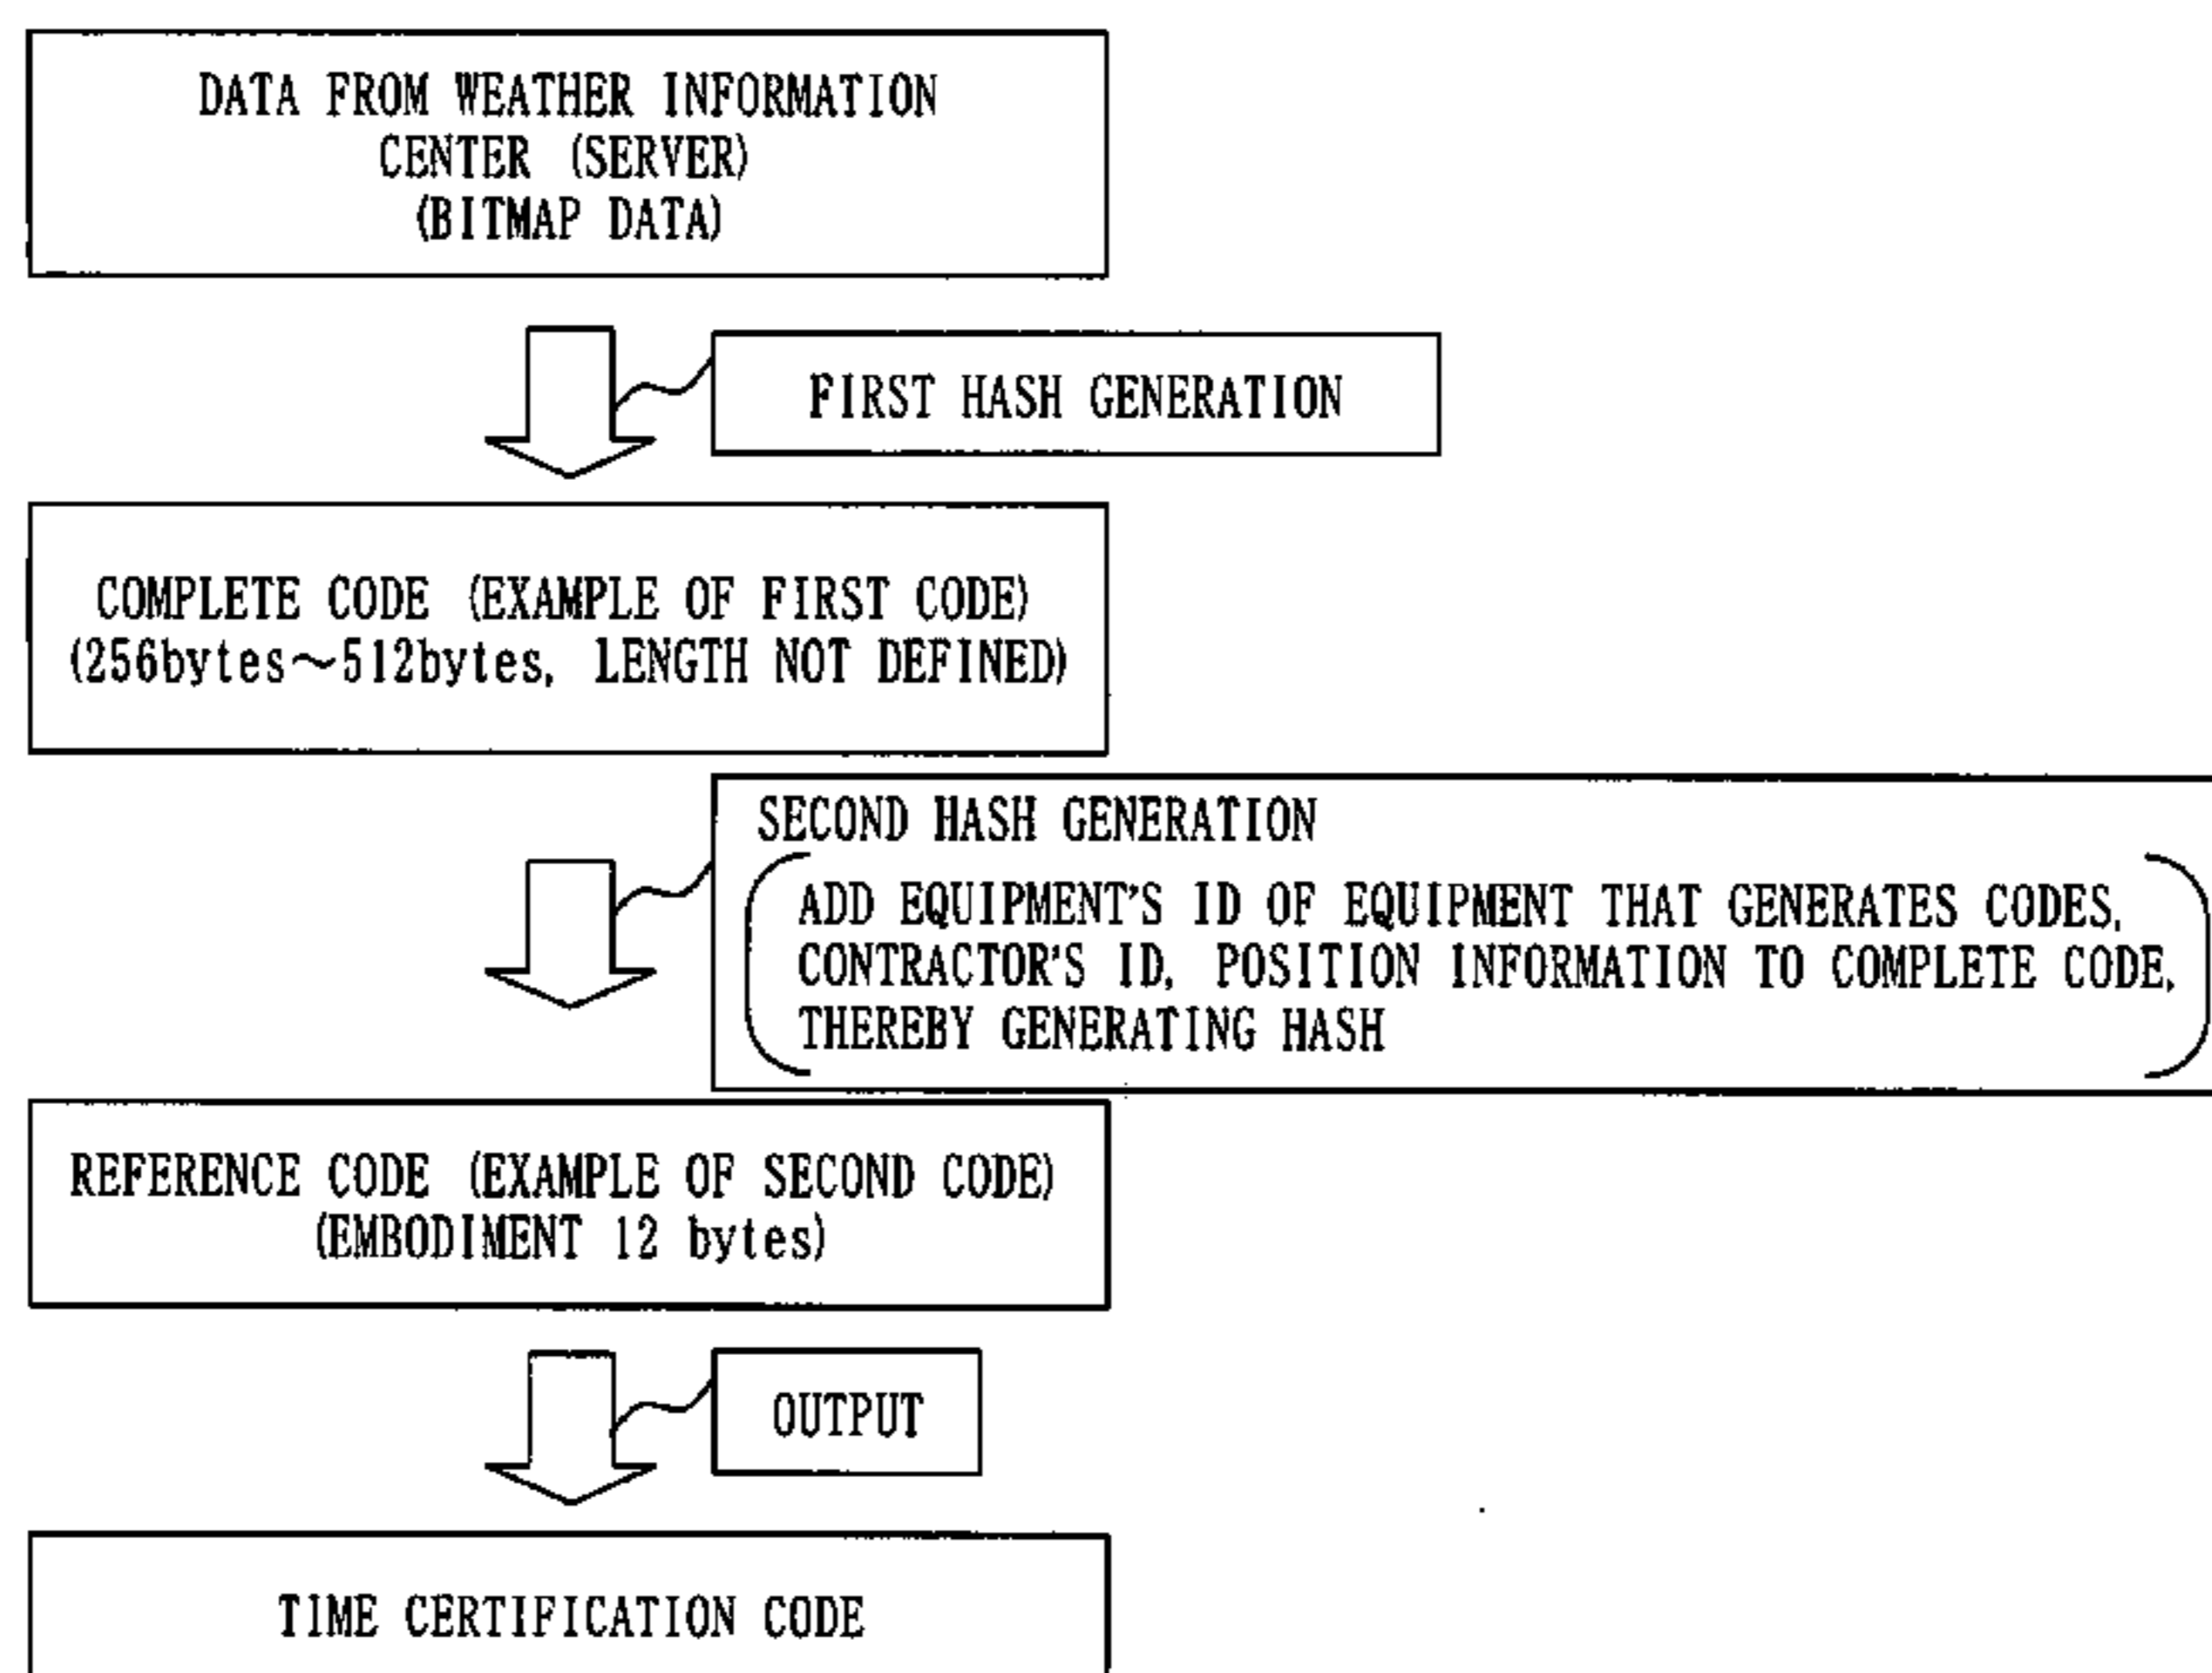 DATA FROM WEATHER INFORMATION
CENTER (SERVER)
(BITMAP DATA)
FIRST HASH GENERATION
COMPLETE CODE (EXAMPLE OF FIRST CODE)
(256bytes~512bytes, LENGTH NOT DEFINED)
SECOND HASH GENERATION
ADD EQUIPMENT'S ID OF EQUIPMENT THAT GENERATES CODES,
CONTRACTOR'S ID, POSITION INFORMATION TO COMPLETE CODE,
THEREBY GENERATING HASH
REFERENCE CODE (EXAMPLE OF SECOND CODE)
(EMBODIMENT 12 bytes)
OUTPUT
TIME CERTIFICATION CODE